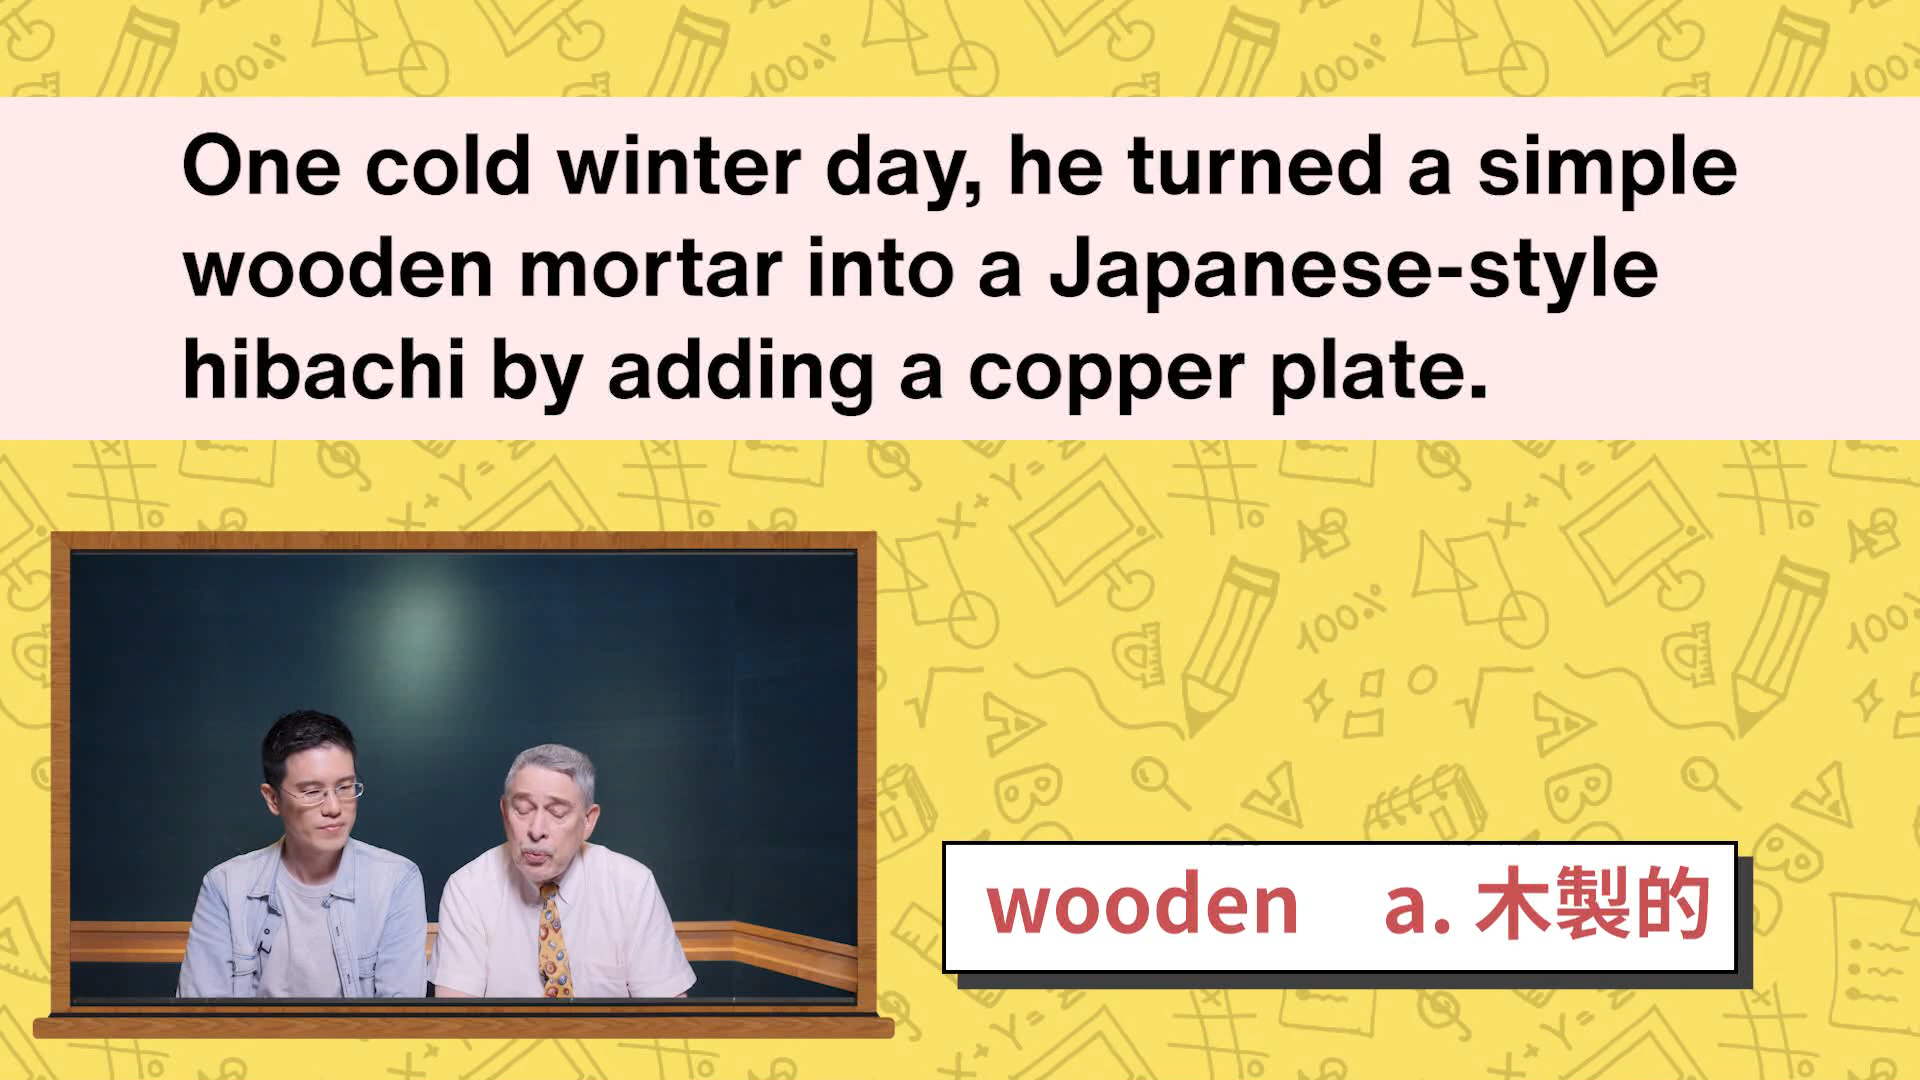 One cold winter day, he turned a simple
wooden mortar into a Japanese-style
hibachi by adding a copper plate.
wooden a. 木製的